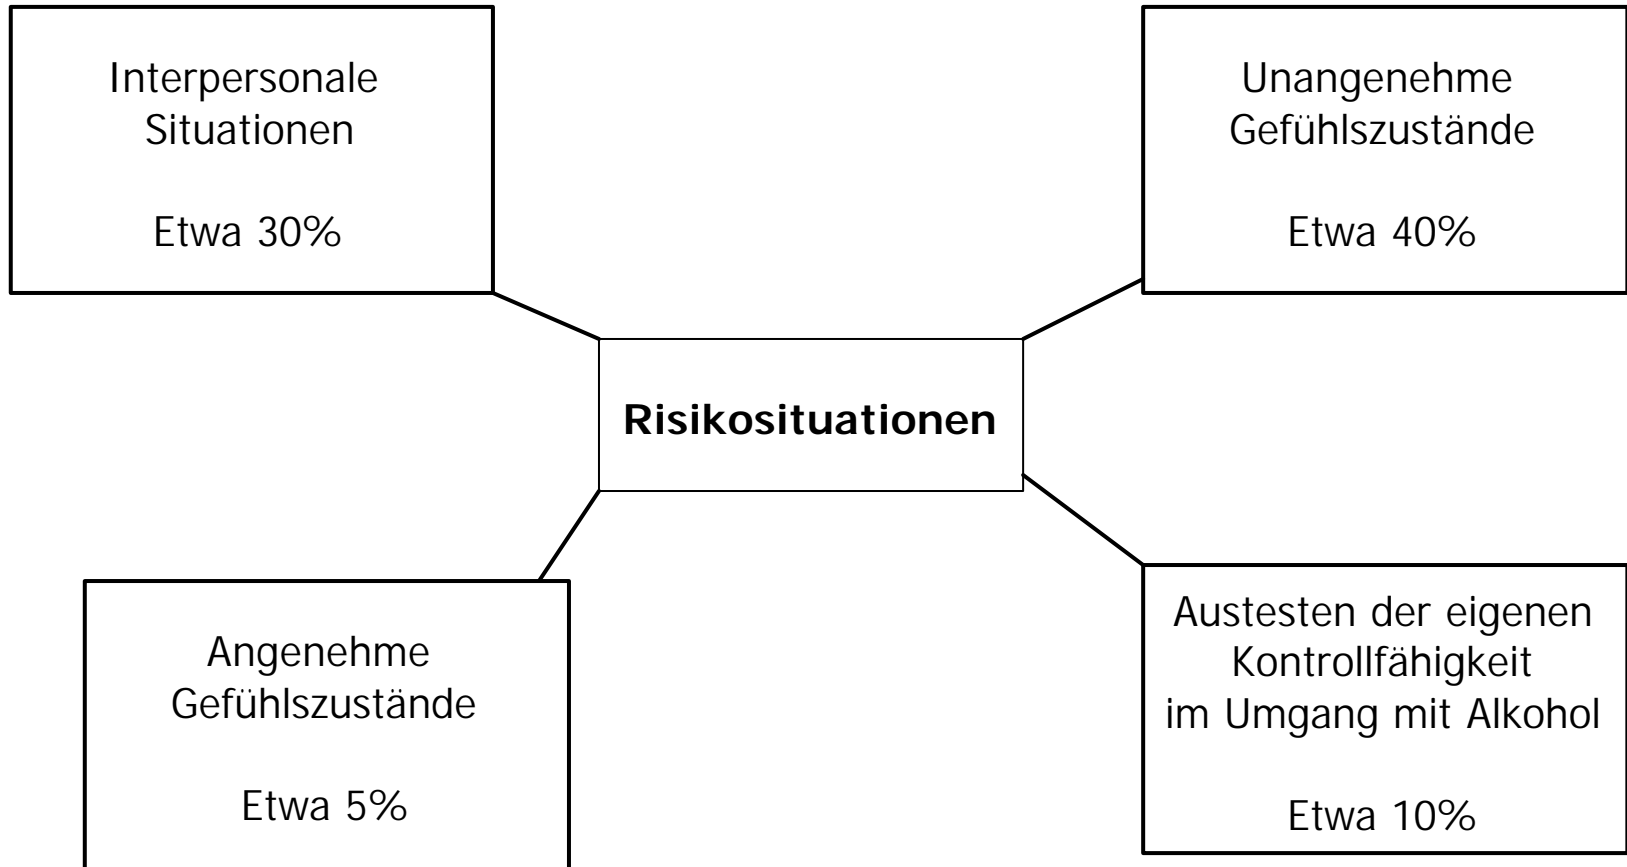 Interpersonale
Situationen
Etwa 30%
Unangenehme
Gefühlszustände
Etwa 40%
Risikosituationen
Angenehme
Gefühlszustände
Etwa 5%
Austesten der eigenen
Kontrollfähigkeit
im Umgang mit Alkohol
Etwa 10%